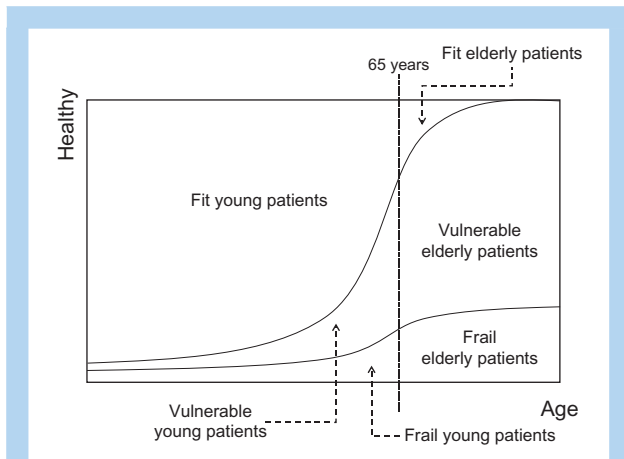 Fit elderly patients
65 years
Healthy
Fit young patients
Vulnerable
elderly patients
Frail
elderly patients
Vulnerable
young patients
Age
Frail young patients